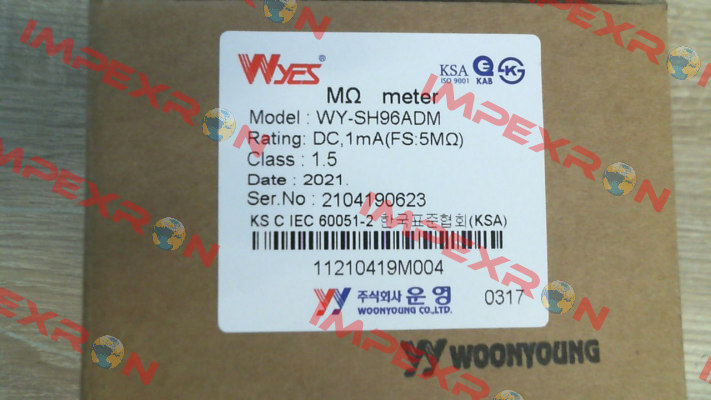 WYES®
KSA
ISO 9001
KAB
MΩ meter
Model : WY-SH96ADM
Rating: DC,1mA(FS:5MΩ)
Class : 1.5
Date : 2021.
Ser.No : 2104190623
KS C IEC 60051-2 한국표준협회(KSA)
11210419M004
주식회사 운영
WOONYOUNG CO.,LTD.
0317
WOONYOUNG
IMPEXRON
IMPEXRON
IMPEXRON
IMPEXRON
IMPEXRON